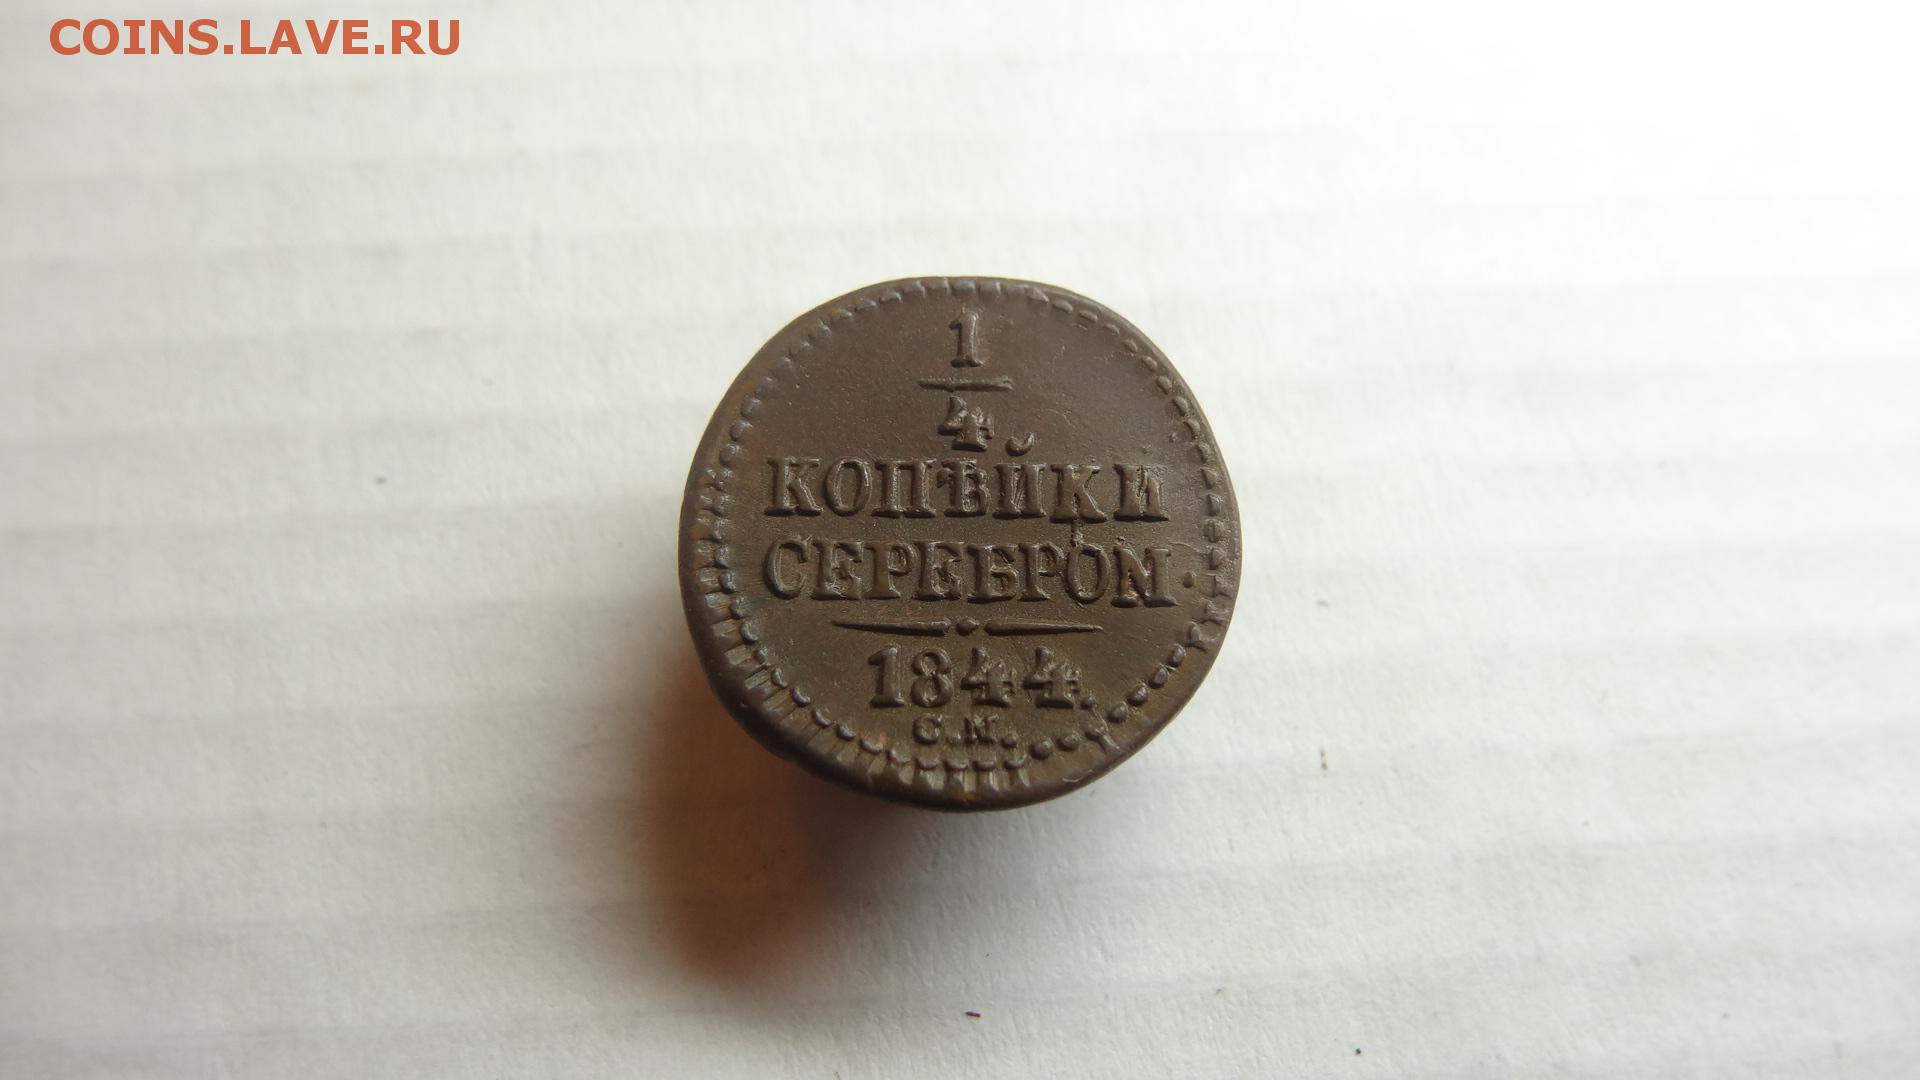 COINS.LAVE.RU
1
4
КОПѢЙКИ
СЕРЕБРОМ
1844.
С.М.